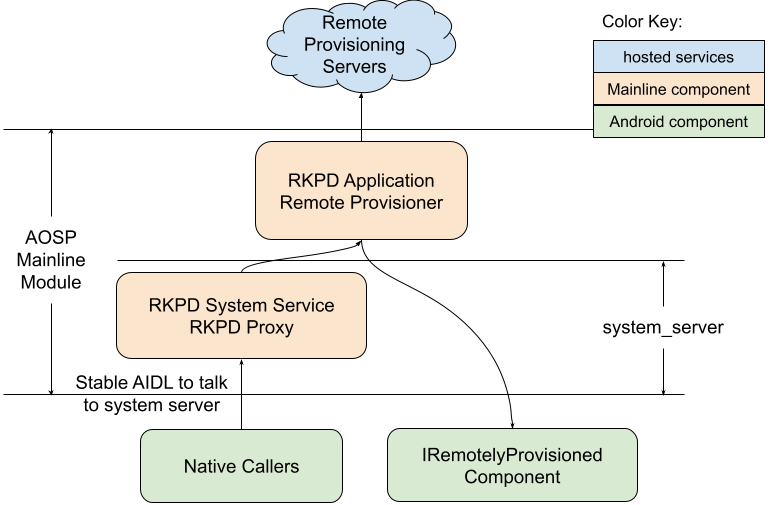 Remote
Provisioning
Servers
Color Key:
hosted services
Mainline component
Android component
RKPD Application
Remote Provisioner
AOSP
Mainline
Module
RKPD System Service
RKPD Proxy
system_server
Stable AIDL to talk
to system server
Native Callers
IRemotelyProvisioned
Component